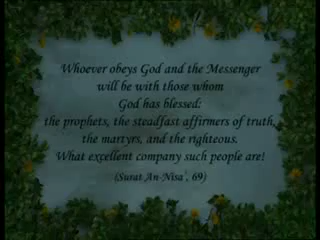 Whoever obeys God and the Messenger
will be with those whom
God has blessed:
the prophets, the steadfast affirmers of truth,
the martyrs, and the righteous.
What excellent company such people are!
(Surat An-Nisa', 69)